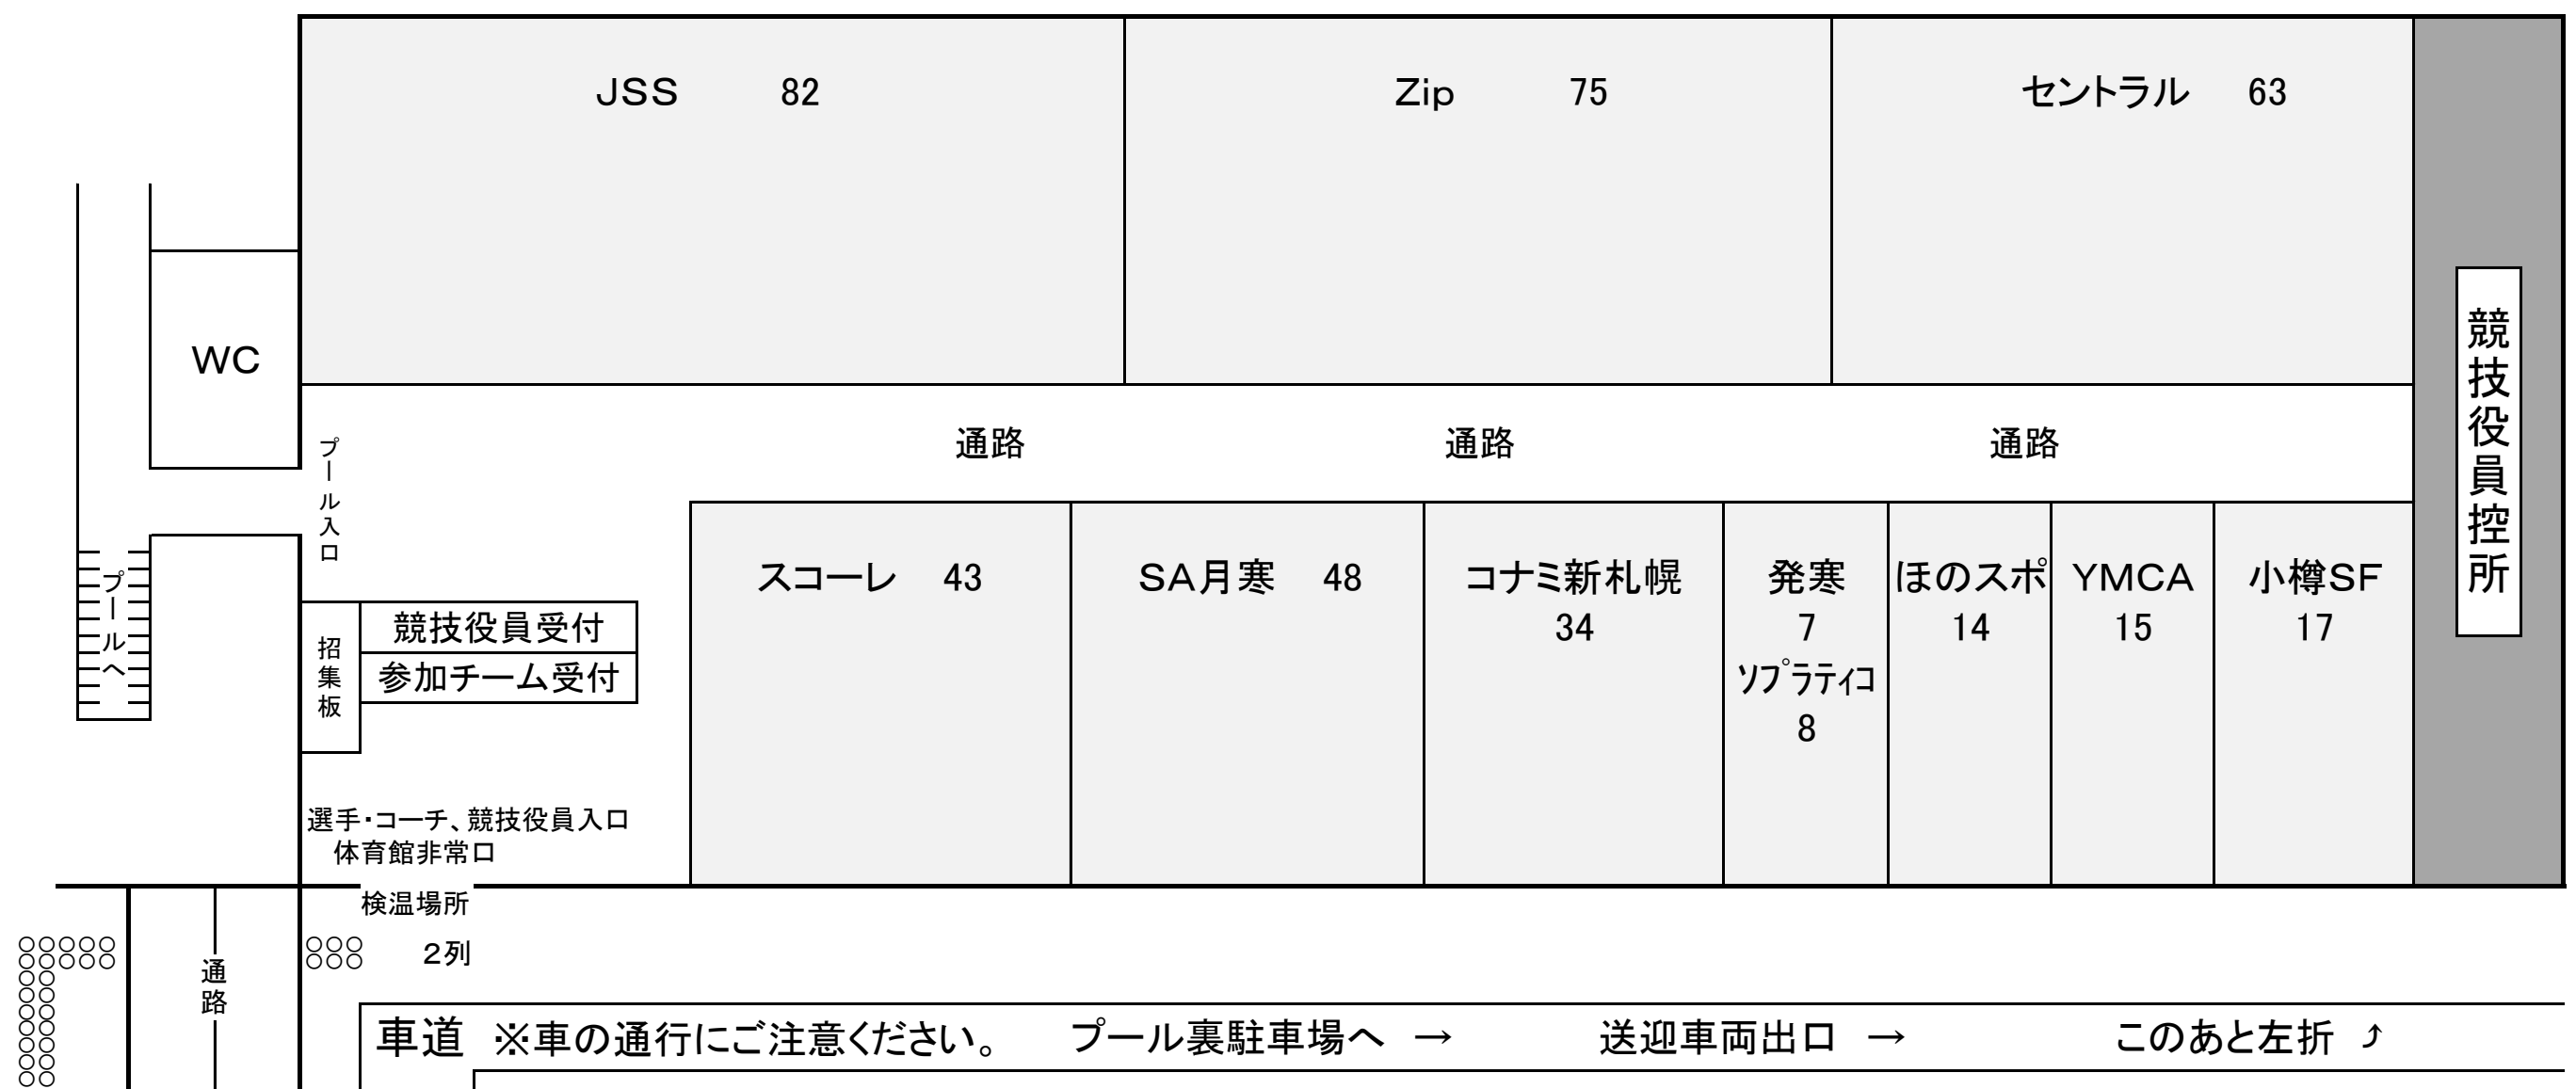 JSS 82
Zip 75
セントラル 63
WC
競技役員控所
通路 通路 通路
プール入口
スコーレ 43
SA月寒 48
コナミ新札幌
34
発寒
7
ソプラティコ
8
ほのスポ
14
YMCA
15
小樽SF
17
プールへ
招集板
競技役員受付
参加チーム受付
選手・コーチ、競技役員入口
体育館非常口
検温場所
2列
○○○○○
○○○○○
○○
○○
○○
○○
○○
○○
○○
通路
○○○
○○○
車道 ※車の通行にご注意ください。 プール裏駐車場へ → 送迎車両出口 → このあと左折 ⤴